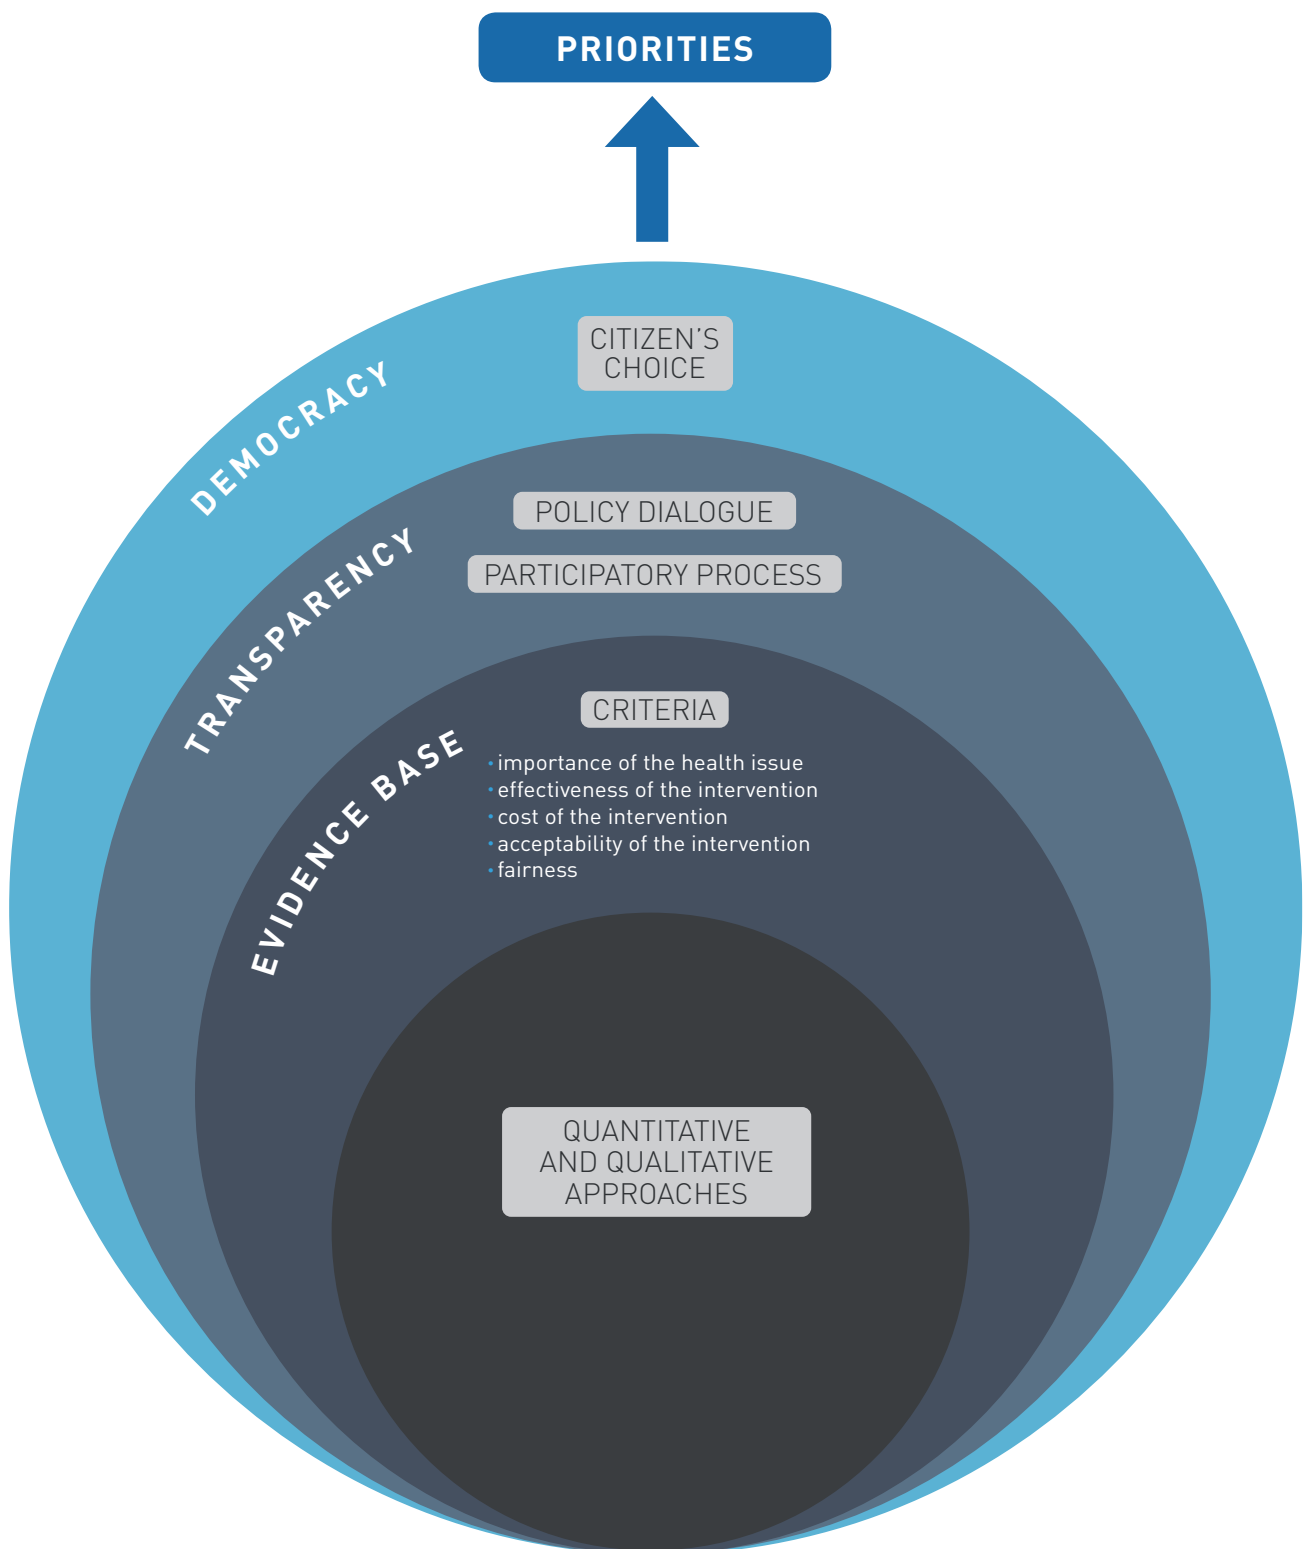 PRIORITIES
CITIZEN'S
CHOICE
DEMOCRACY
POLICY DIALOGUE
PARTICIPATORY PROCESS
TRANSPARENCY
CRITERIA
• importance of the health issue
• effectiveness of the intervention
• cost of the intervention
• acceptability of the intervention
• fairness
EVIDENCE BASE
QUANTITATIVE
AND QUALITATIVE
APPROACHES